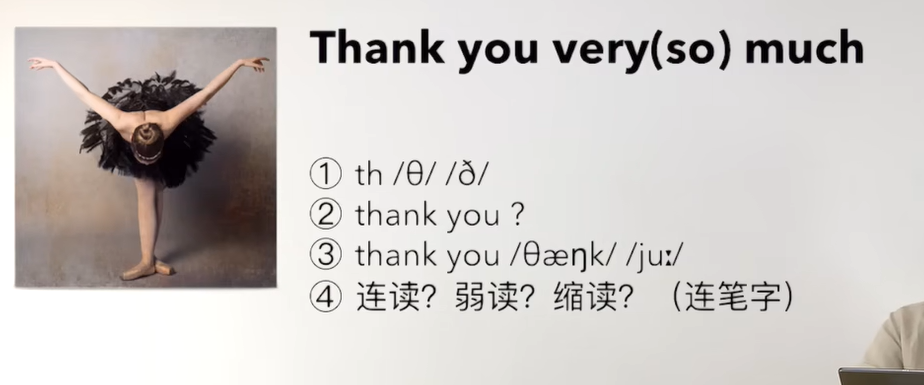 Thank you very(so) much
① th /θ/ /ð/
② thank you ?
③ thank you /θæŋk/ /juː/
④ 连读？弱读？缩读？（连笔字）